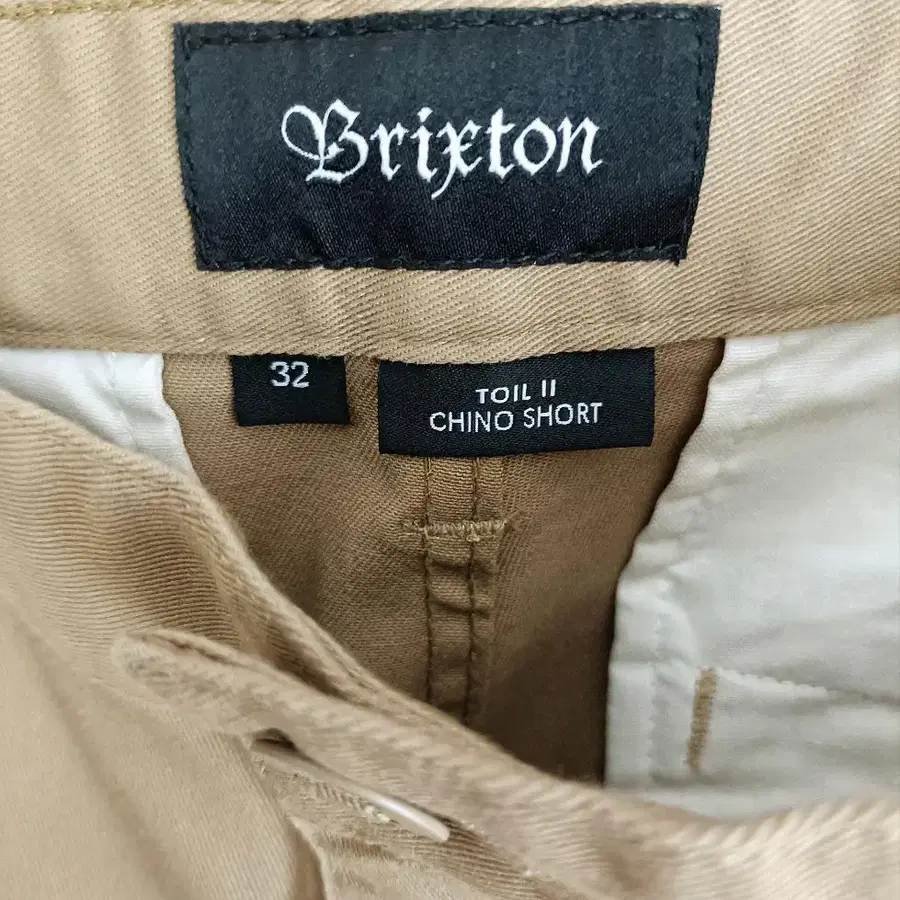 Brixton
32
TOIL II
CHINO SHORT